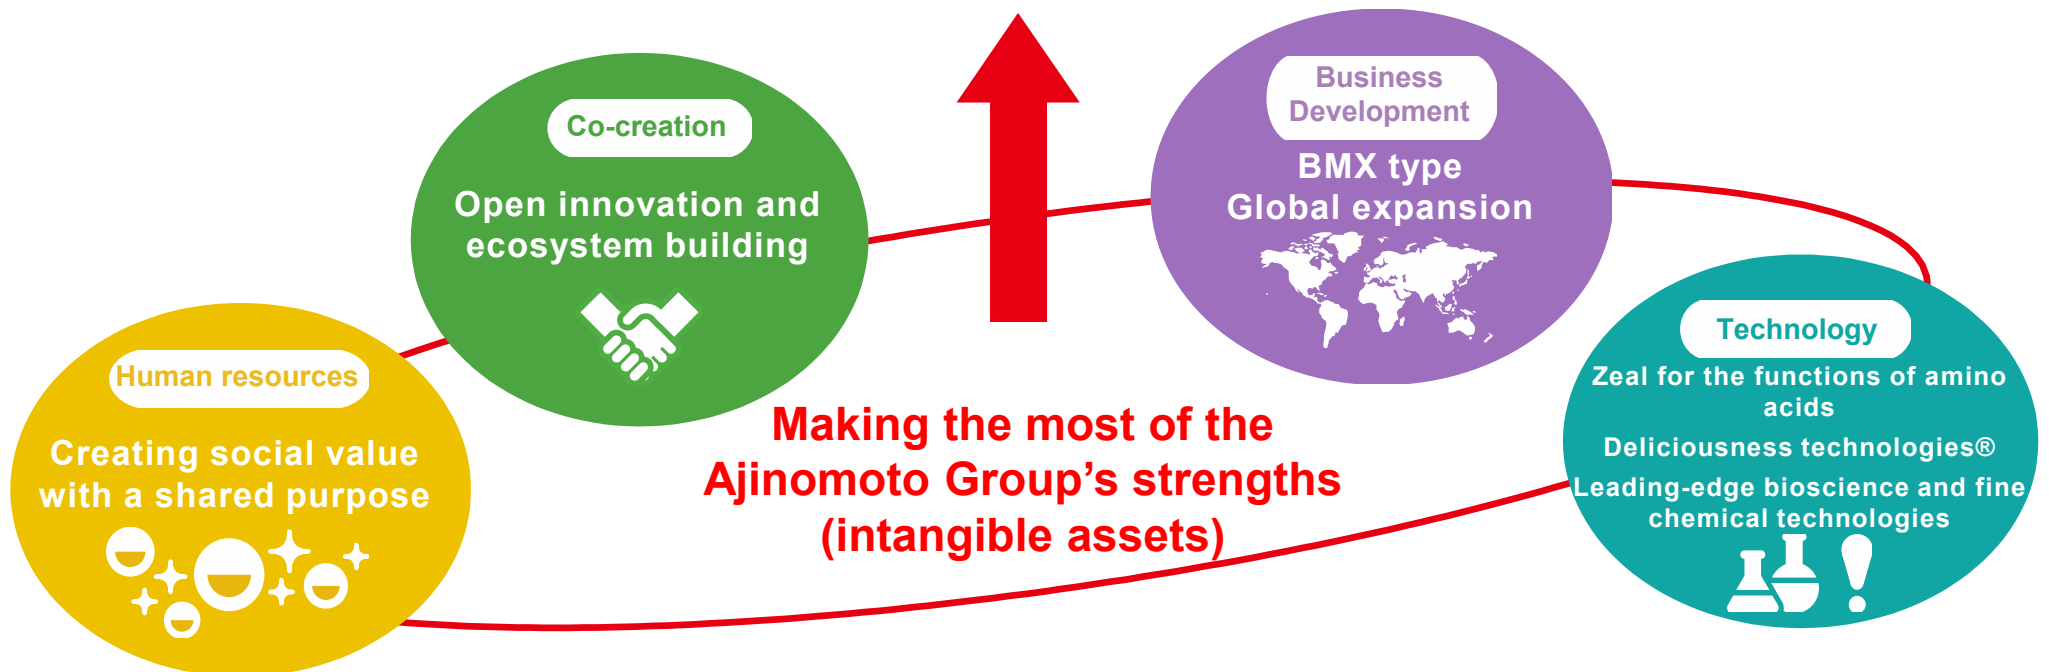 Human resources
Creating social value
with a shared purpose
Co-creation
Open innovation and
ecosystem building
Making the most of the
Ajinomoto Group’s strengths
(intangible assets)
Business
Development
BMX type
Global expansion
Technology
Zeal for the functions of amino
acids
Deliciousness technologies®
Leading-edge bioscience and fine
chemical technologies